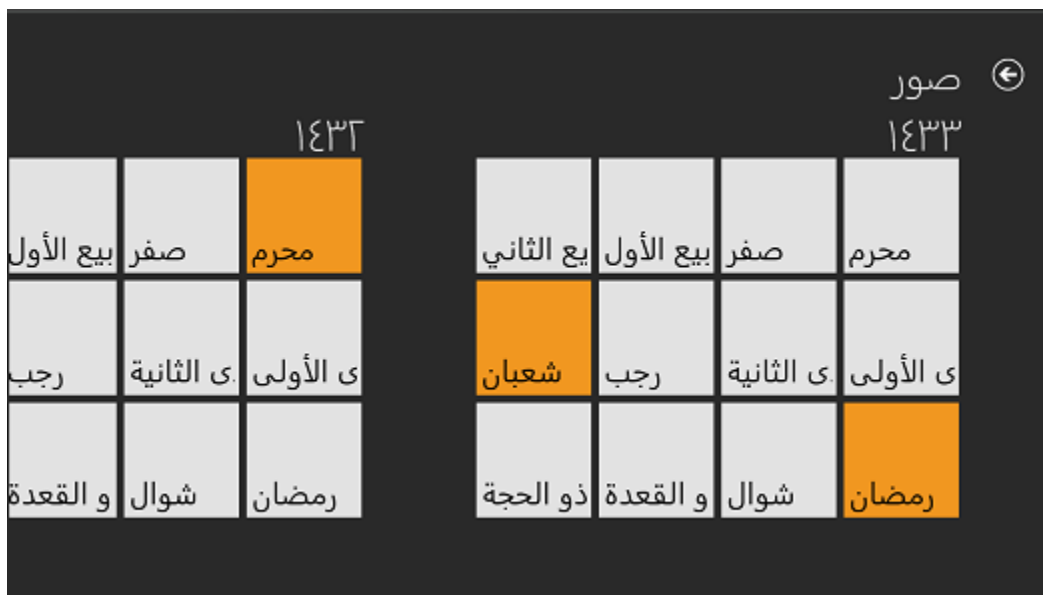 صور
١٤٣٣
محرم
صفر
بيع الأول
يع الثاني
ى الأولى
ى الثانية
رجب
شعبان
رمضان
شوال
و القعدة
ذو الحجة
١٤٣٢
محرم
صفر
بيع الأول
ى الأولى
ى الثانية
رجب
رمضان
شوال
و القعدة